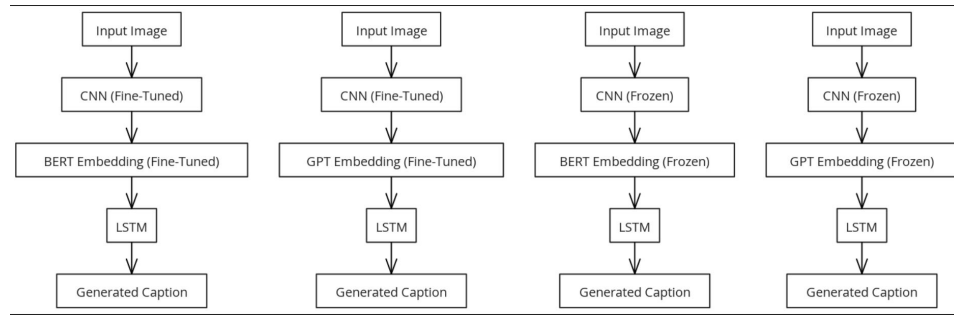 Input Image
CNN (Fine-Tuned)
BERT Embedding (Fine-Tuned)
LSTM
Generated Caption
Input Image
CNN (Fine-Tuned)
GPT Embedding (Fine-Tuned)
LSTM
Generated Caption
Input Image
CNN (Frozen)
BERT Embedding (Frozen)
LSTM
Generated Caption
Input Image
CNN (Frozen)
GPT Embedding (Frozen)
LSTM
Generated Caption